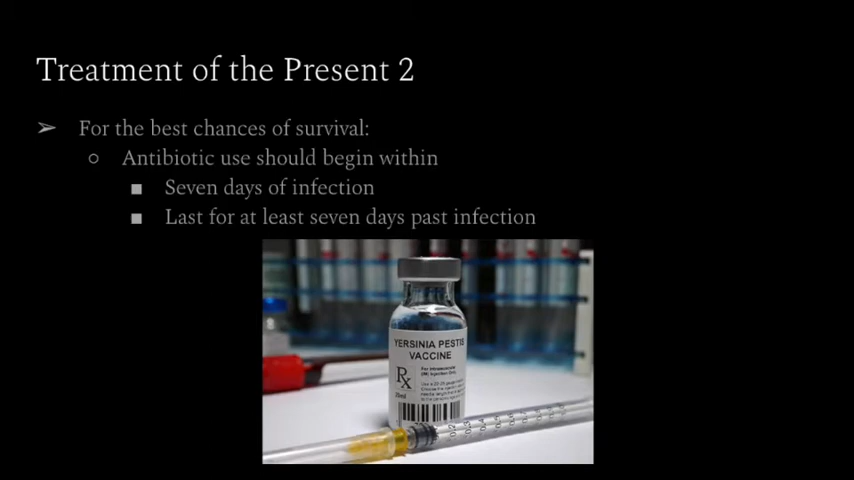 Treatment of the Present 2
➢ For the best chances of survival:
○ Antibiotic use should begin within
■ Seven days of infection
■ Last for at least seven days past infection
YERSINIA PESTIS
VACCINE
Rx
For intramuscular
(IM) injection Only.
20ml